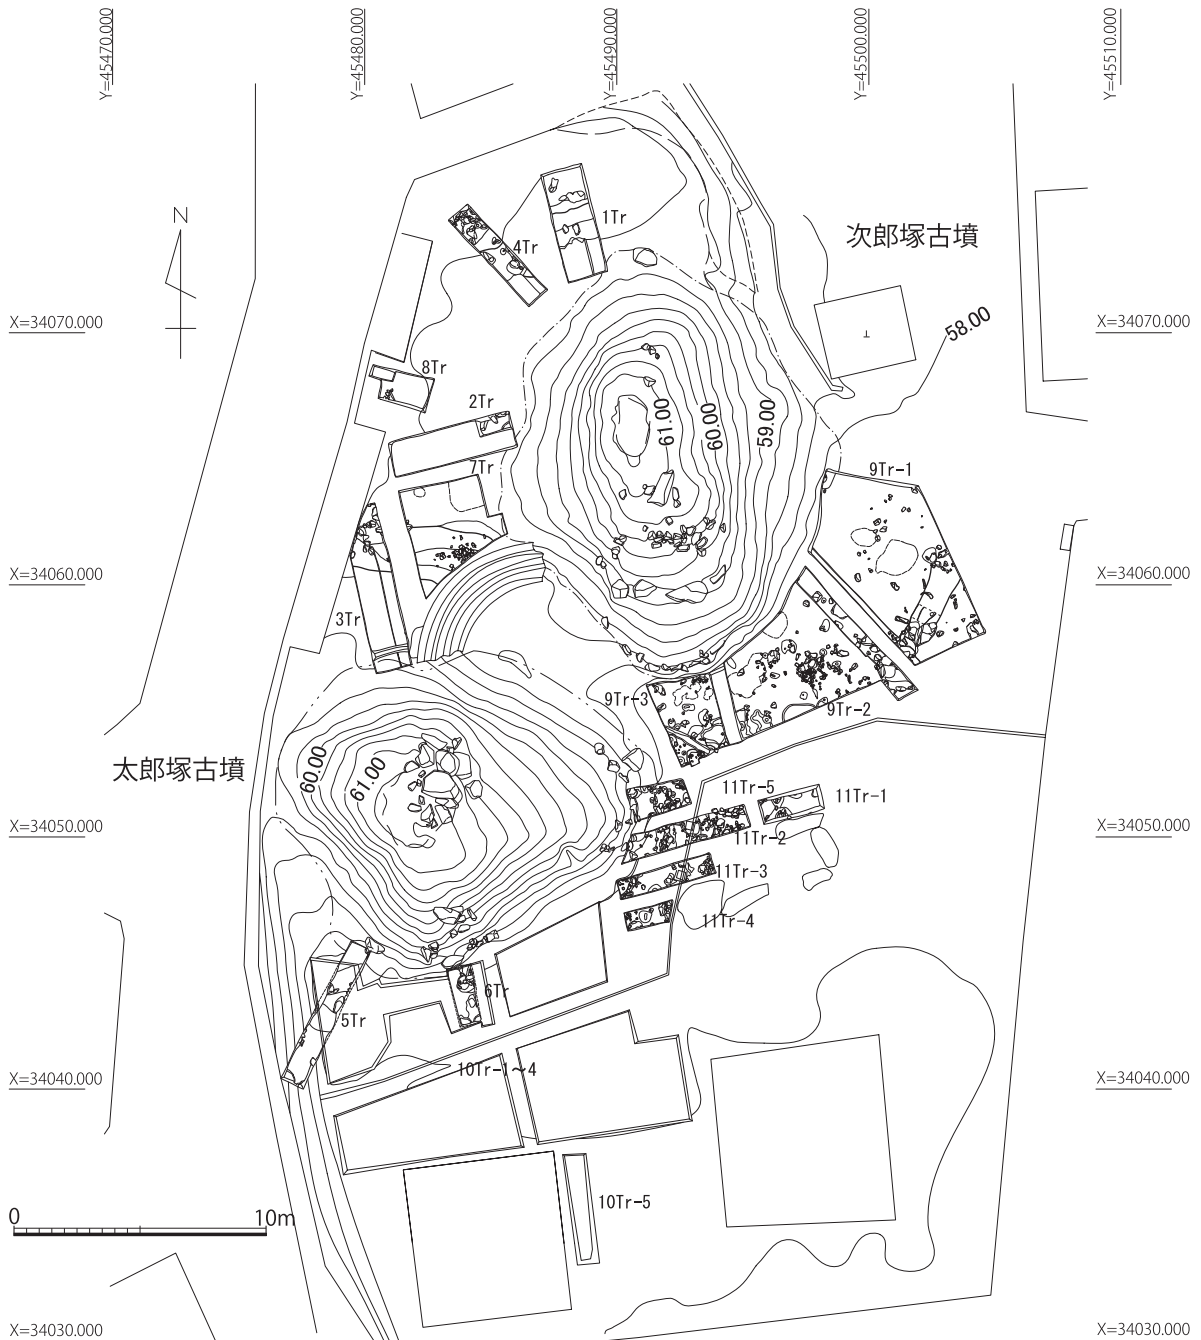 Y=45470.000
Y=45480.000
Y=45490.000
Y=45500.000
Y=45510.000
N
1Tr
4Tr
次郎塚古墳
X=34070.000
X=34070.000
58.00
8Tr
2Tr
61.00
60.00
59.00
7Tr
9Tr-1
X=34060.000
X=34060.000
3Tr
9Tr-3
9Tr-2
太郎塚古墳
60.00
61.00
11Tr-5
11Tr-1
X=34050.000
X=34050.000
11Tr-2
11Tr-3
11Tr-4
6Tr
5Tr
10Tr-1～4
X=34040.000
X=34040.000
10Tr-5
0
10m
X=34030.000
X=34030.000